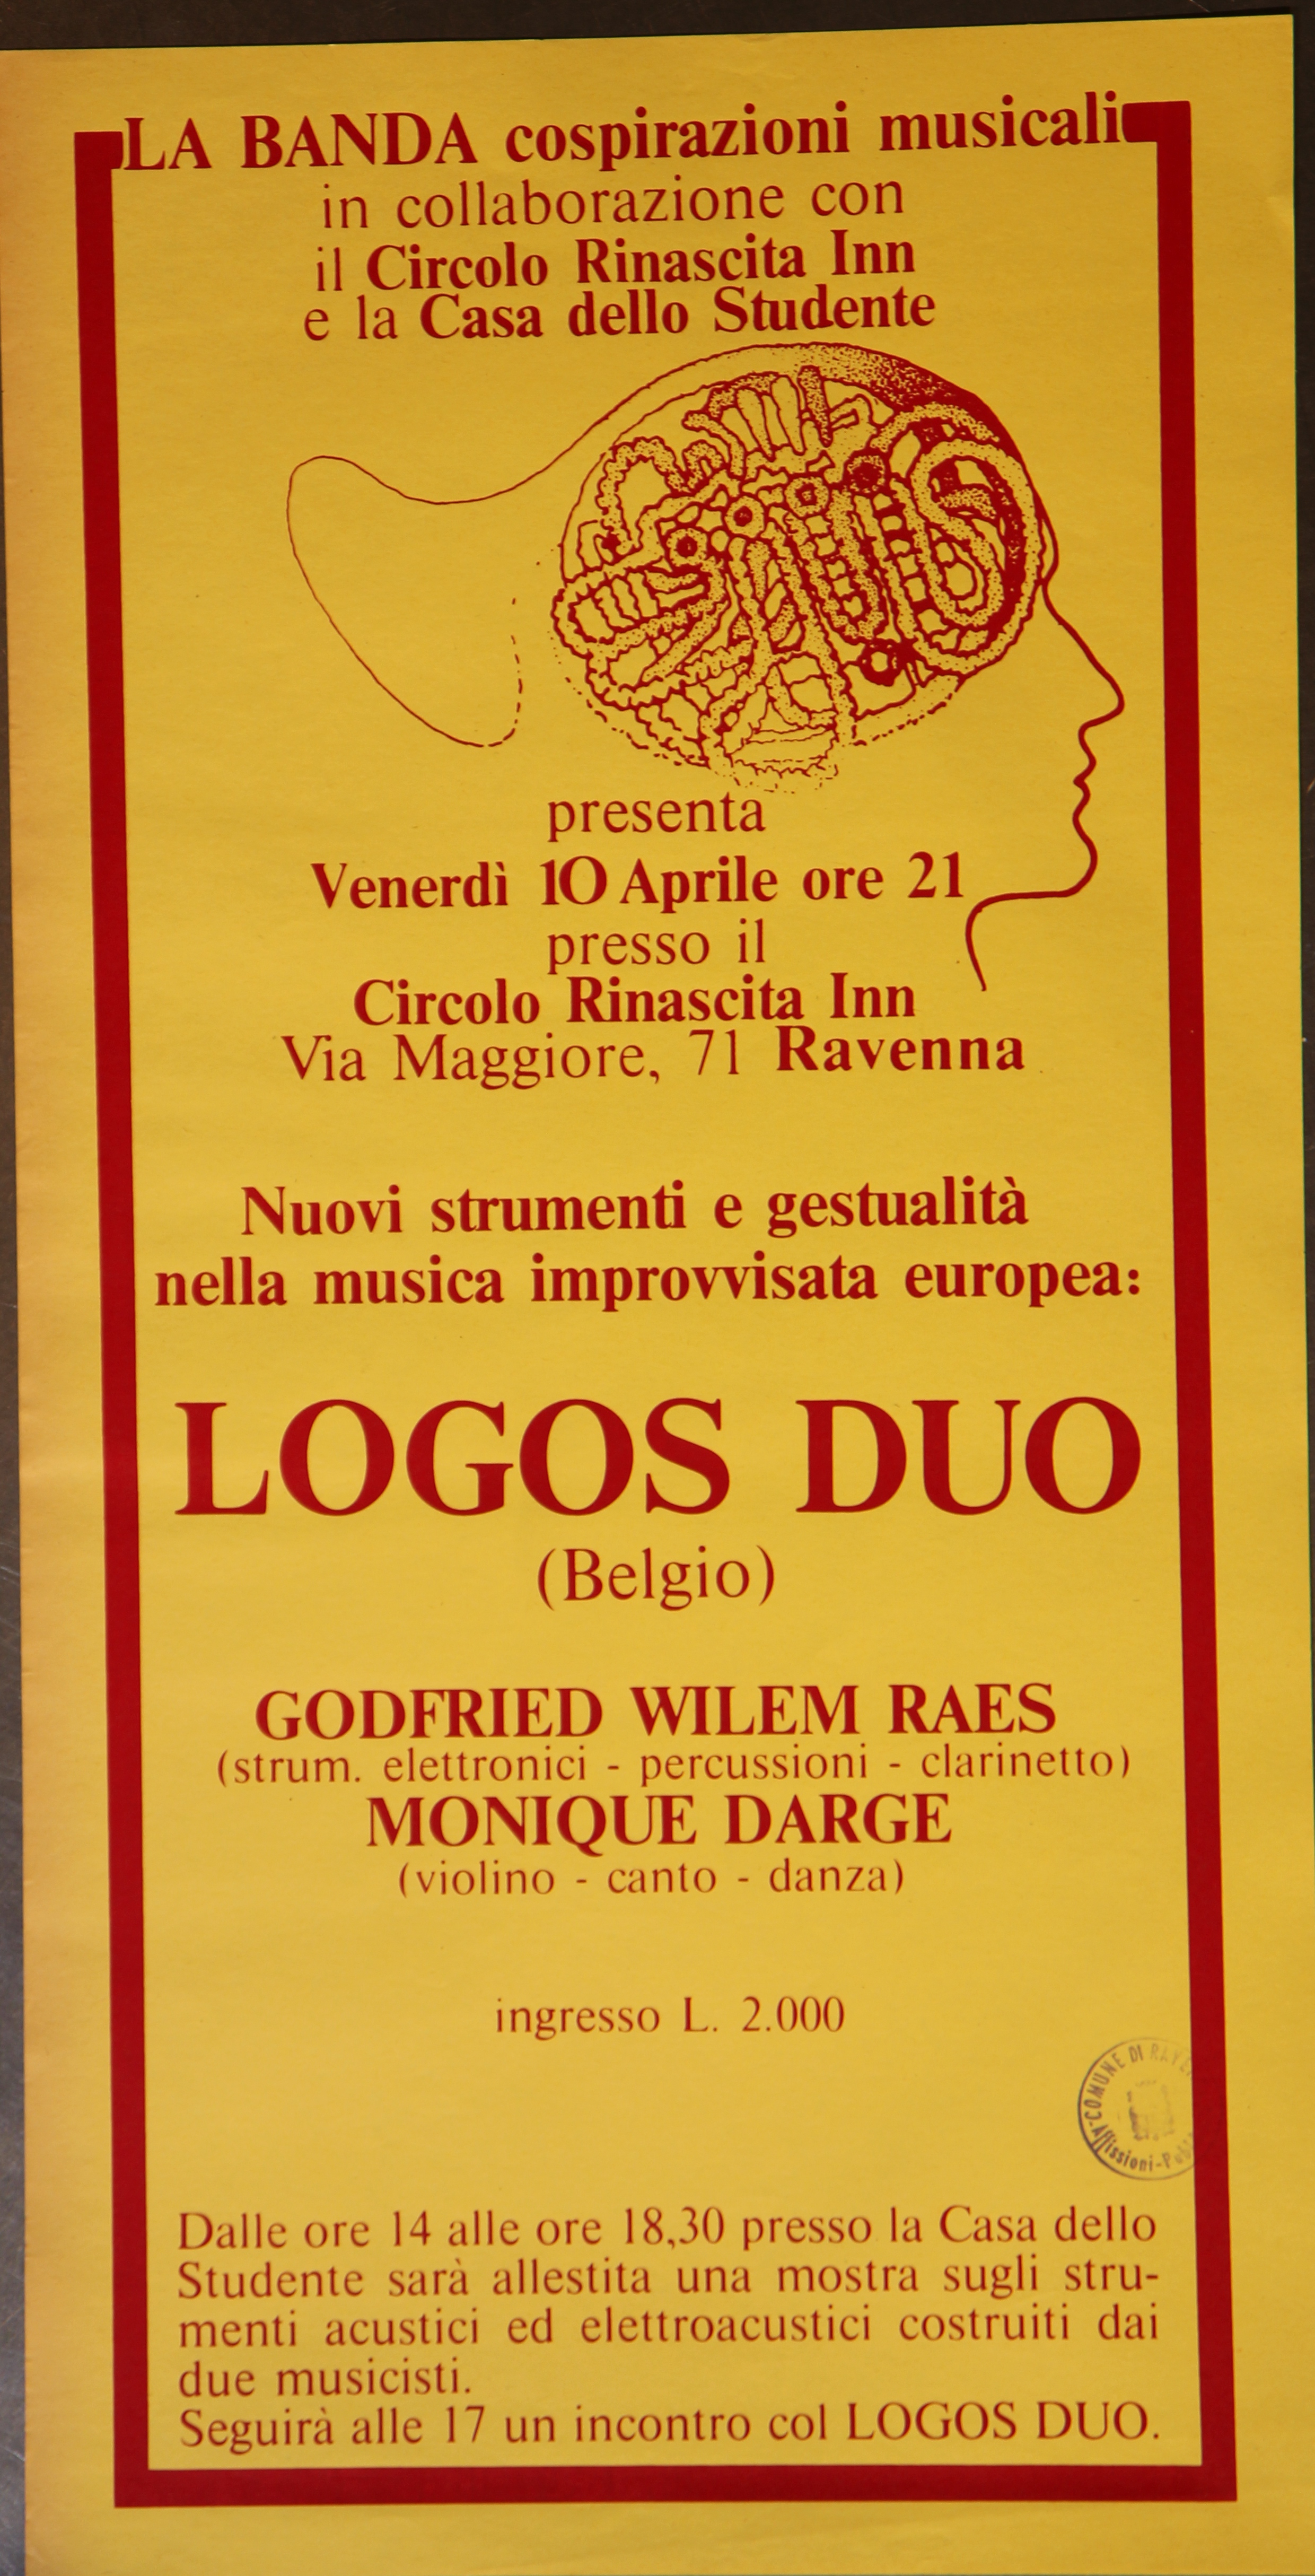 LA BANDA cospirazioni musicali
in collaborazione con
il Circolo Rinascita Inn
e la Casa dello Studente
presenta
Venerdì 10 Aprile ore 21
presso il
Circolo Rinascita Inn
Via Maggiore, 71 Ravenna
Nuovi strumenti e gestualità
nella musica improvvisata europea:
LOGOS DUO
(Belgio)
GODFRIED WILEM RAES
(strum. elettronici - percussioni - clarinetto)
MONIQUE DARGE
(violino - canto - danza)
ingresso L. 2.000
COMUNE DI
Affissioni-
Dalle ore 14 alle ore 18,30 presso la Casa dello
Studente sarà allestita una mostra sugli stru-
menti acustici ed elettroacustici costruiti dai
due musicisti.
Seguirà alle 17 un incontro col LOGOS DUO.